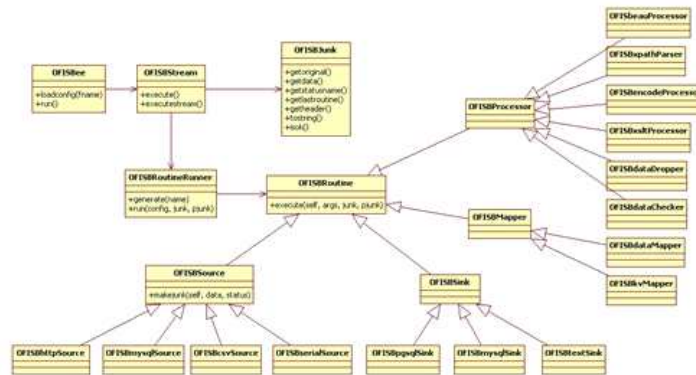 OFISBee
+loadconfig(fname)
+run()
OFISBStream
+execute()
+executestream()
OFISBJunk
+getoriginal()
+getdata()
+getstatusname()
+getlastroutine()
+getheader()
+tostring()
+isok()
OFISBRoutineRunner
+generate(name)
+run(config, junk, pjunk)
OFISBRoutine
+execute(self, args, junk, pjunk)
OFISBProcessor
OFISBeauProcessor
OFISBxpathParser
OFISBencodeProcessor
OFISBxsltProcessor
OFISBdataDropper
OFISBdataChecker
OFISBMapper
OFISBdataMapper
OFISBkvMapper
OFISBSource
+makejunk(self, data, status)
OFISBSink
OFISBhttpSource
OFISBmysqlSource
OFISBcsvSource
OFISBserialSource
OFISBpgsqlSink
OFISBmysqlSink
OFISBtextSink